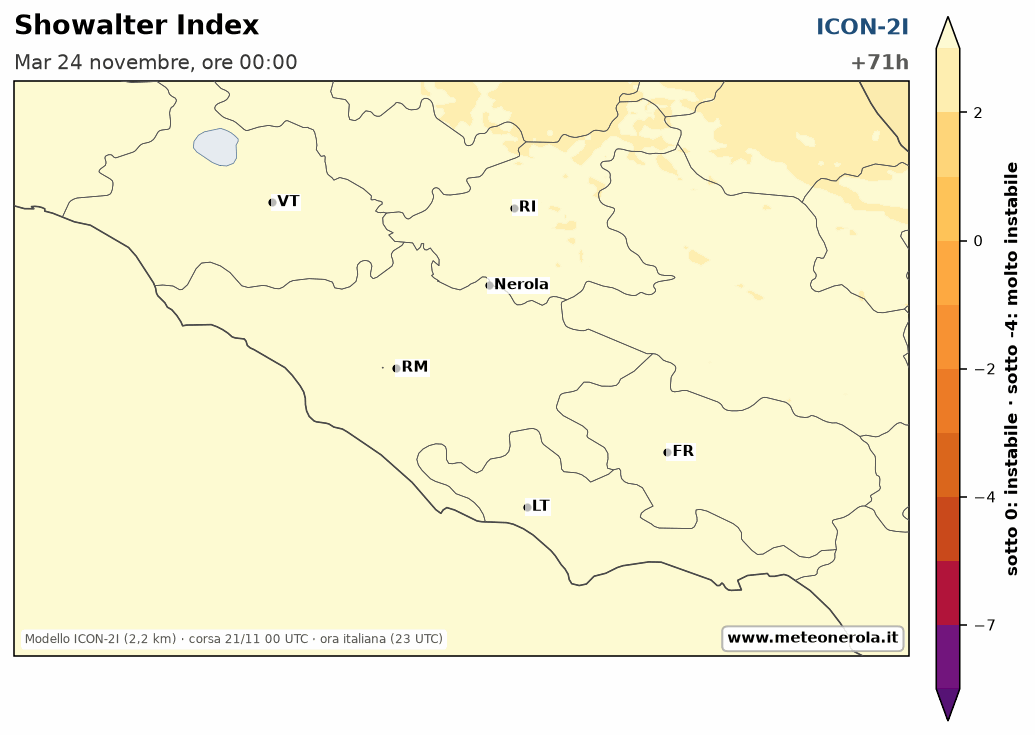 Showalter Index
ICON-2I
Mar 24 novembre, ore 00:00
+71h
VT
RI
Nerola
RM
FR
LT
2
0
−2
−4
−7
sotto 0: instabile · sotto -4: molto instabile
Modello ICON-2I (2,2 km) · corsa 21/11 00 UTC · ora italiana (23 UTC)
www.meteonerola.it